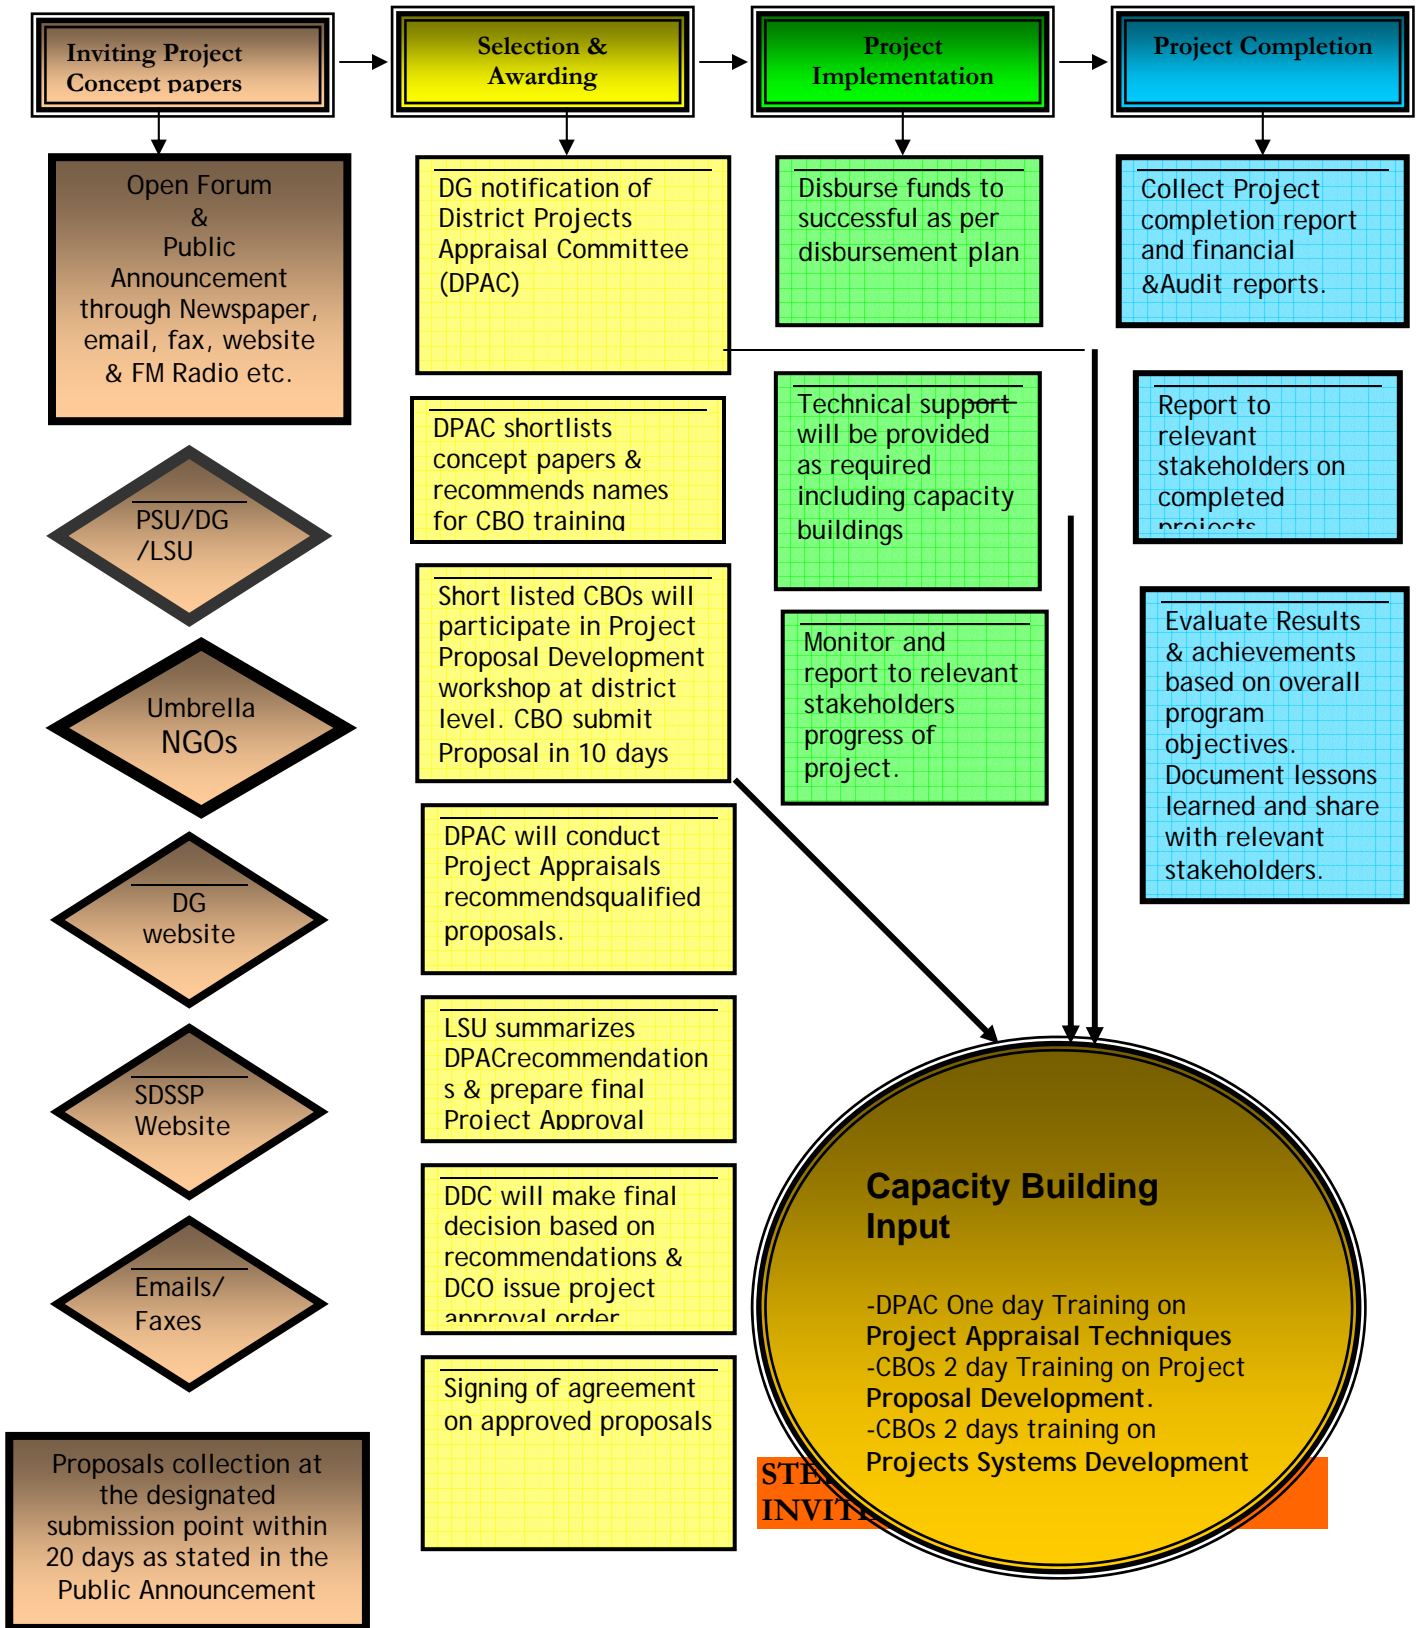 Inviting Project
Concept papers
Selection &
Awarding
Project
Implementation
Project Completion
Open Forum
&
Public
Announcement
through Newspaper,
email, fax, website
& FM Radio etc.
PSU/DG
/LSU
Umbrella
NGOs
DG
website
SDSSP
Website
Emails/
Faxes
Proposals collection at
the designated
submission point within
20 days as stated in the
Public Announcement
DG notification of
District Projects
Appraisal Committee
(DPAC)
DPAC shortlists
concept papers &
recommends names
for CBO training
Short listed CBOs will
participate in Project
Proposal Development
workshop at district
level. CBO submit
Proposal in 10 days
DPAC will conduct
Project Appraisals
recommendsqualified
proposals.
LSU summarizes
DPACrecommendation
s & prepare final
Project Approval
DDC will make final
decision based on
recommendations &
DCO issue project
approval order
Signing of agreement
on approved proposals
Disburse funds to
successful as per
disbursement plan
Technical support
will be provided
as required
including capacity
buildings
Monitor and
report to relevant
stakeholders
progress of
project.
Collect Project
completion report
and financial
&Audit reports.
Report to
relevant
stakeholders on
completed
projects
Evaluate Results
& achievements
based on overall
program
objectives.
Document lessons
learned and share
with relevant
stakeholders.
Capacity Building
Input
-DPAC One day Training on
Project Appraisal Techniques
-CBOs 2 day Training on Project
Proposal Development.
-CBOs 2 days training on
Projects Systems Development